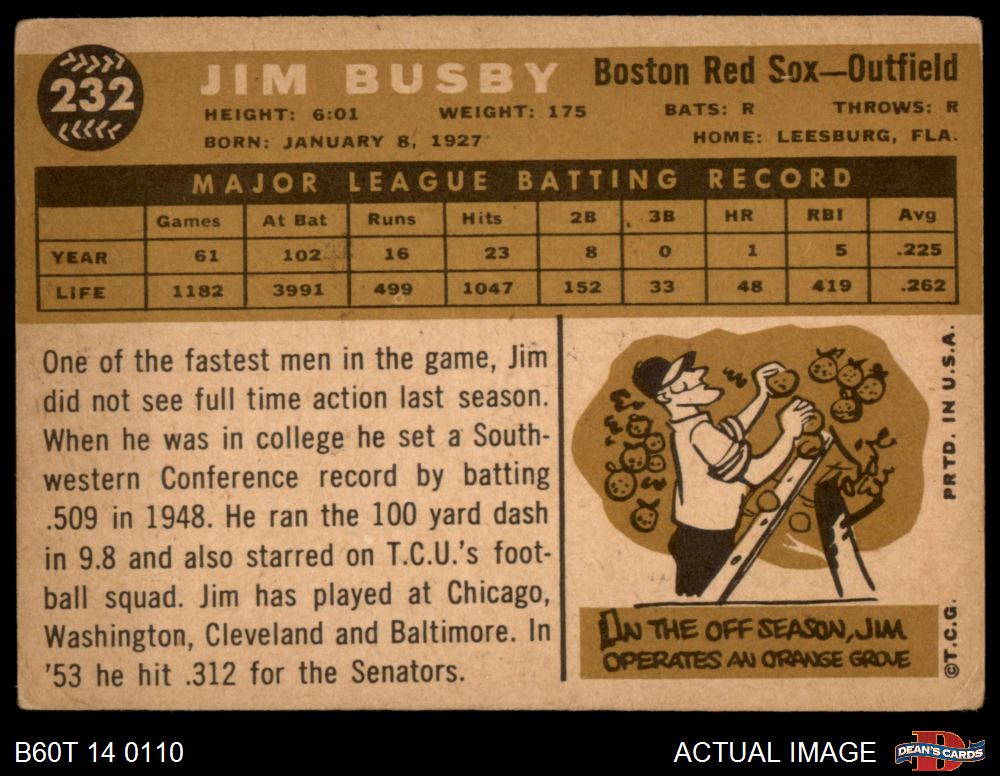 232
JIM BUSBY
Boston Red Sox—Outfield
HEIGHT: 6:01 WEIGHT: 175 BATS: R THROWS: R
BORN: JANUARY 8, 1927 HOME: LEESBURG, FLA.
MAJOR LEAGUE BATTING RECORD
Games At Bat Runs Hits 2B 3B HR RBI Avg
YEAR 61 102 16 23 8 0 1 5 .225
LIFE 1182 3991 499 1047 152 33 48 419 .262
One of the fastest men in the game, Jim
did not see full time action last season.
When he was in college he set a South-
western Conference record by batting
.509 in 1948. He ran the 100 yard dash
in 9.8 and also starred on T.C.U.'s foot-
ball squad. Jim has played at Chicago,
Washington, Cleveland and Baltimore. In
'53 he hit .312 for the Senators.
IN THE OFF SEASON, JIM
OPERATES AN ORANGE GROVE
©T.C.G. PRTD. IN U.S.A.
B60T 14 0110
ACTUAL IMAGE
DEAN'S CARDS